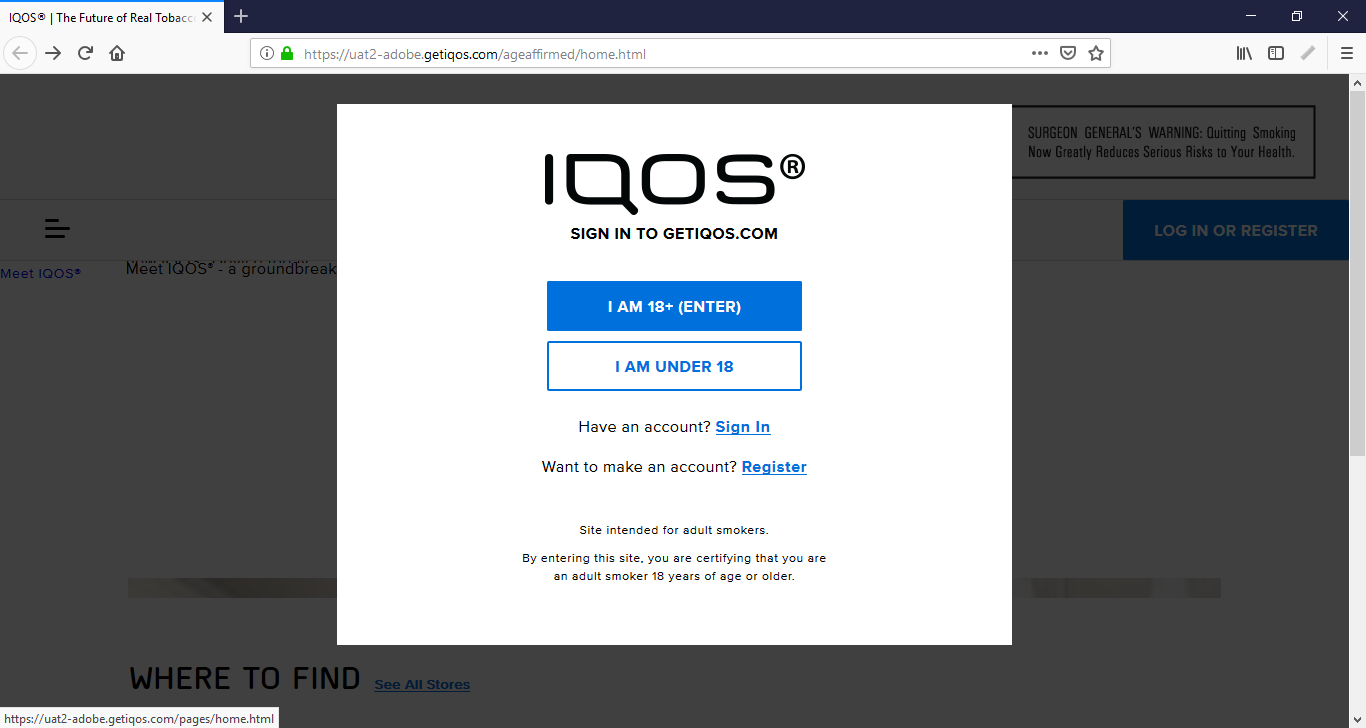 IQOS® | The Future of Real Tobacc
https://uat2-adobe.getiqos.com/ageaffirmed/home.html
SURGEON GENERAL'S WARNING: Quitting Smoking
Now Greatly Reduces Serious Risks to Your Health.
LOG IN OR REGISTER
Meet IQOS®
Meet IQOS® - a groundbreak
IQOS®
SIGN IN TO GETIQOS.COM
I AM 18+ (ENTER)
I AM UNDER 18
Have an account? Sign In
Want to make an account? Register
Site intended for adult smokers.
By entering this site, you are certifying that you are
an adult smoker 18 years of age or older.
WHERE TO FIND See All Stores
https://uat2-adobe.getiqos.com/pages/home.html